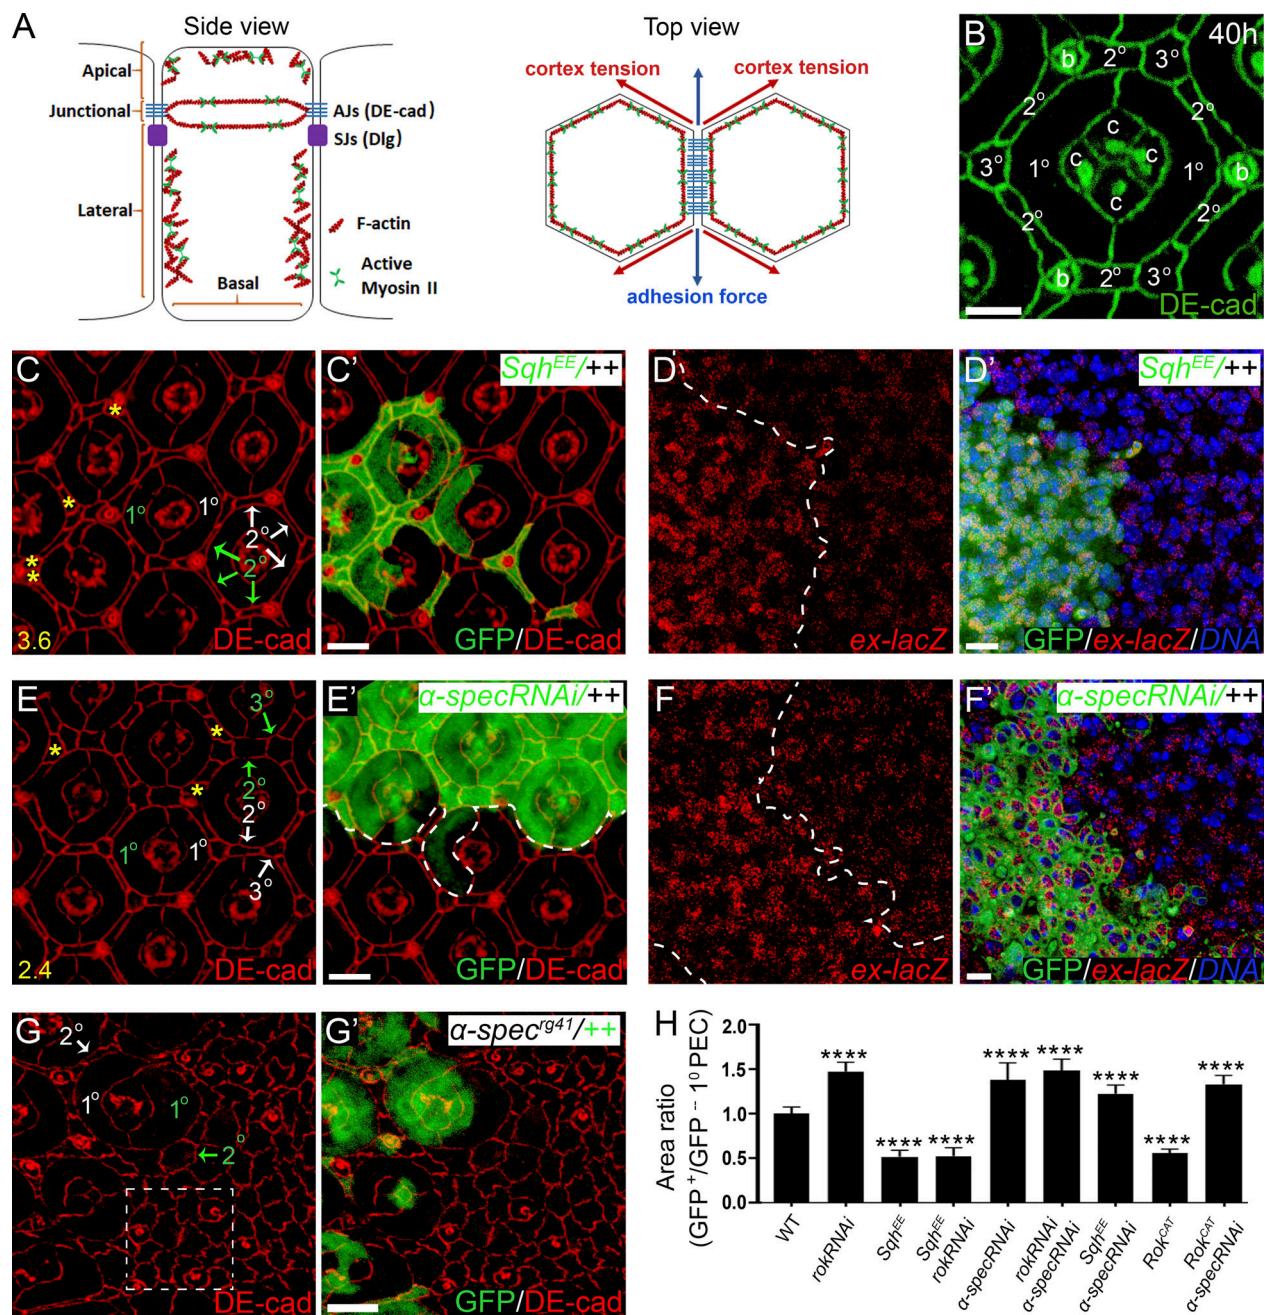 A
Side view
Apical
Junctional
Lateral
Basal
AJs (DE-cad)
SJs (Dlg)
F-actin
Active
Myosin II
Top view
cortex tension
cortex tension
adhesion force
B
40h
b
2°
3°
2°
2°
3°
1°
c
c
c
c
1°
b
2°
2°
b
2°
3°
DE-cad
C
*
*
*
*
1°
1°
2°
2°
3.6
DE-cad
C'
Sqh^EE/++
GFP/DE-cad
D
ex-lacZ
D'
Sqh^EE/++
GFP/ex-lacZ/DNA
E
3°
*
*
*
2°
2°
1°
1°
3°
2.4
DE-cad
E'
α-specRNAi/++
GFP/DE-cad
F
ex-lacZ
F'
α-specRNAi/++
GFP/ex-lacZ/DNA
G
2°
1°
1°
2°
DE-cad
G'
α-spec^rg41/++
GFP/DE-cad
H
Area ratio
(GFP^+/GFP^- - 1^0 PEC)
2.0
1.5
1.0
0.5
0.0
****
****
****
****
****
****
****
****
WT
rokRNAi
Sqh^EE
Sqh^EE
rokRNAi
α-specRNAi
rokRNAi
α-specRNAi
Sqh^EE
α-specRNAi
Rok^CAT
Rok^CAT
α-specRNAi